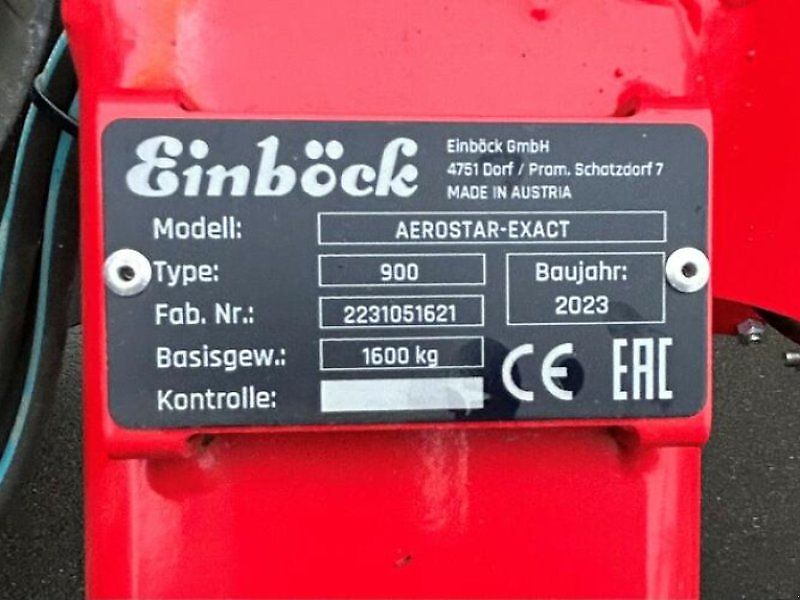 Einböck
Einböck GmbH
4751 Dorf / Pram, Schatzdorf 7
MADE IN AUSTRIA
Modell: AEROSTAR-EXACT
Type: 900
Baujahr:
2023
Fab. Nr.: 2231051621
Basisgew.: 1600 kg
Kontrolle:
CE EAC